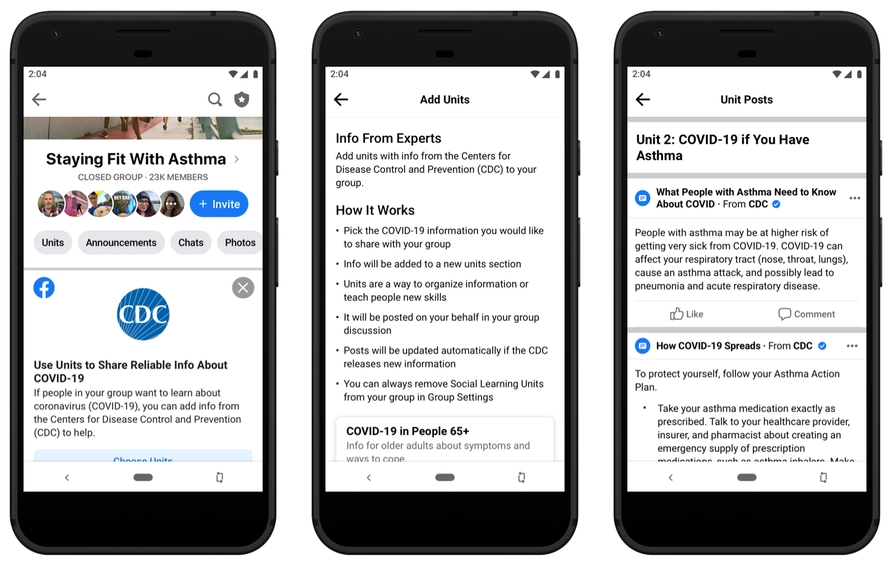 2:04
Staying Fit With Asthma
CLOSED GROUP · 23K MEMBERS
+ Invite
Units
Announcements
Chats
Photos
CDC
Use Units to Share Reliable Info About
COVID-19
If people in your group want to learn about
coronavirus (COVID-19), you can add info from
the Centers for Disease Control and Prevention
(CDC) to help.
Choose Units
2:04
Add Units
Info From Experts
Add units with info from the Centers for
Disease Control and Prevention (CDC) to your
group.
How It Works
• Pick the COVID-19 information you would like
to share with your group
• Info will be added to a new units section
• Units are a way to organize information or
teach people new skills
• It will be posted on your behalf in your group
discussion
• Posts will be updated automatically if the CDC
releases new information
• You can always remove Social Learning Units
from your group in Group Settings
COVID-19 in People 65+
Info for older adults about symptoms and
ways to cope
2:04
Unit Posts
Unit 2: COVID-19 if You Have
Asthma
What People with Asthma Need to Know
About COVID · From CDC
People with asthma may be at higher risk of
getting very sick from COVID-19. COVID-19 can
affect your respiratory tract (nose, throat, lungs),
cause an asthma attack, and possibly lead to
pneumonia and acute respiratory disease.
Like
Comment
How COVID-19 Spreads · From CDC
To protect yourself, follow your Asthma Action
Plan.
• Take your asthma medication exactly as
prescribed. Talk to your healthcare provider,
insurer, and pharmacist about creating an
emergency supply of prescription
medications, such as asthma inhalers. Make